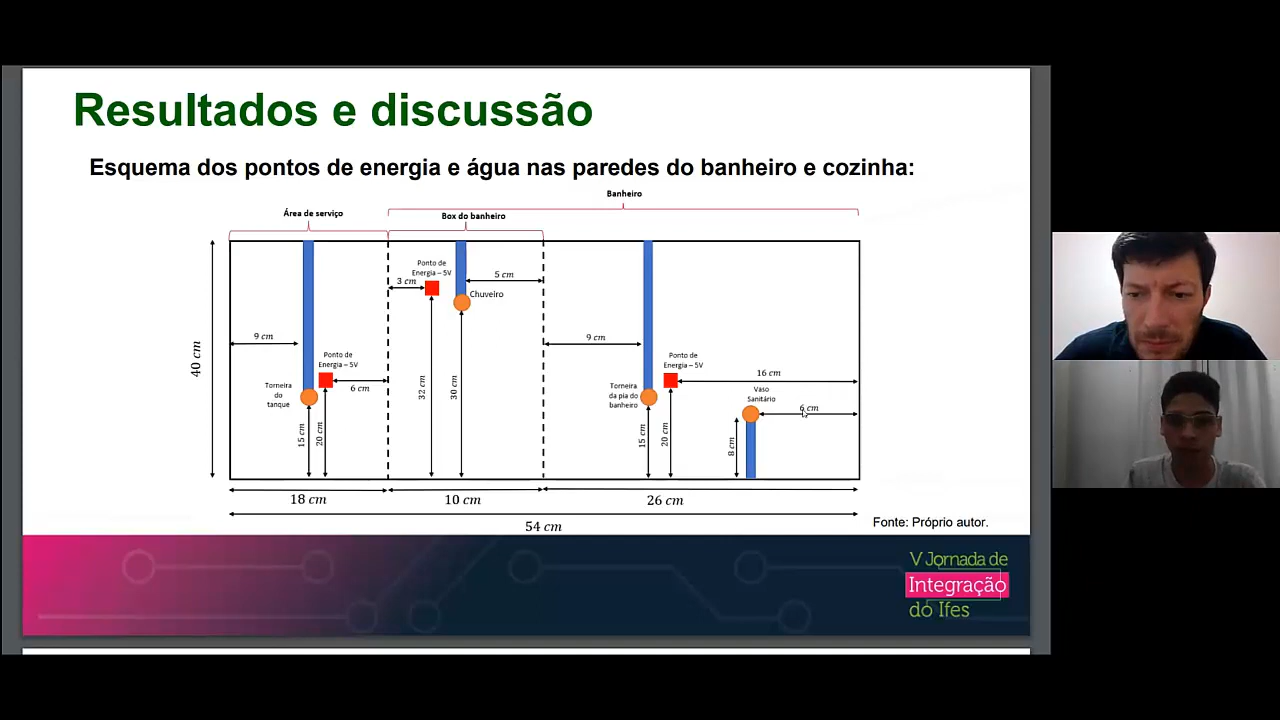 Resultados e discussão
Esquema dos pontos de energia e água nas paredes do banheiro e cozinha:
Banheiro
Área de serviço
Box do banheiro
Ponto de
Energia – 5V
3 cm
5 cm
Chuveiro
40 cm
9 cm
Ponto de
Energia – 5V
6 cm
Torneira
do
tanque
15 cm
20 cm
32 cm
30 cm
9 cm
Ponto de
Energia – 5V
16 cm
Torneira
da pia do
banheiro
Vaso
Sanitário
6 cm
15 cm
20 cm
8 cm
18 cm
10 cm
26 cm
54 cm
Fonte: Próprio autor.
V Jornada de
Integração
do Ifes